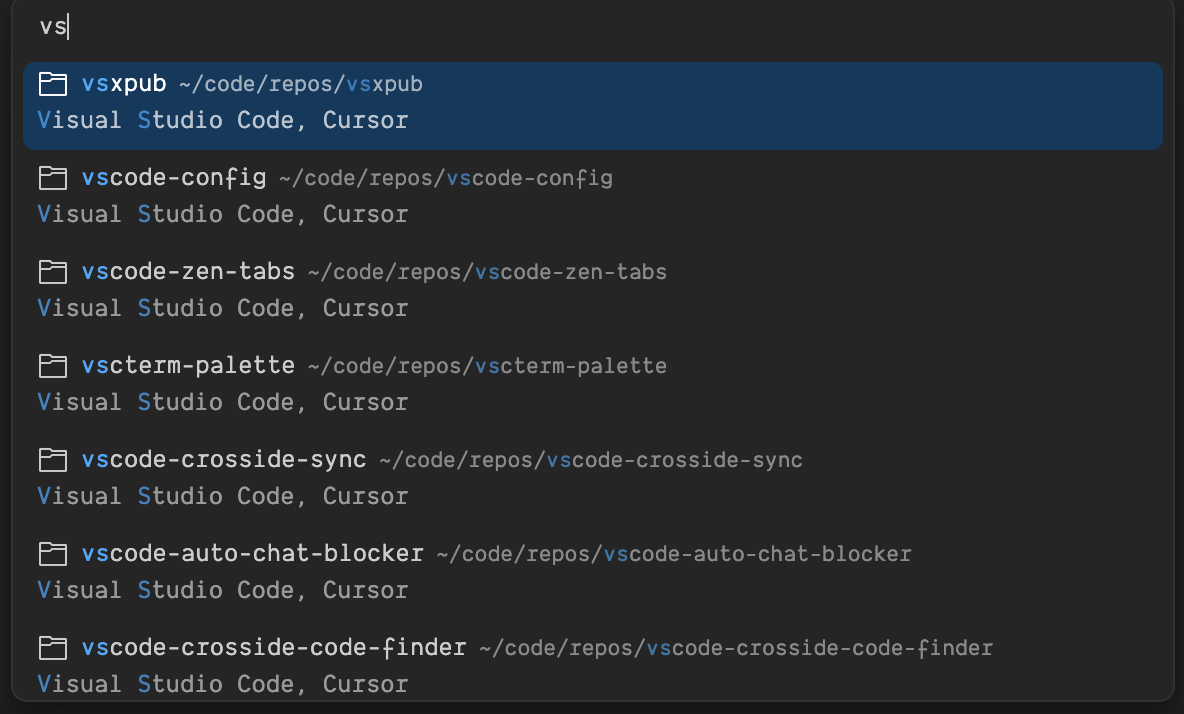 vs
vsxpub ~/code/repos/vsxpub
Visual Studio Code, Cursor
vscode-config ~/code/repos/vscode-config
Visual Studio Code, Cursor
vscode-zen-tabs ~/code/repos/vscode-zen-tabs
Visual Studio Code, Cursor
vscterm-palette ~/code/repos/vscterm-palette
Visual Studio Code, Cursor
vscode-crosside-sync ~/code/repos/vscode-crosside-sync
Visual Studio Code, Cursor
vscode-auto-chat-blocker ~/code/repos/vscode-auto-chat-blocker
Visual Studio Code, Cursor
vscode-crosside-code-finder ~/code/repos/vscode-crosside-code-finder
Visual Studio Code, Cursor